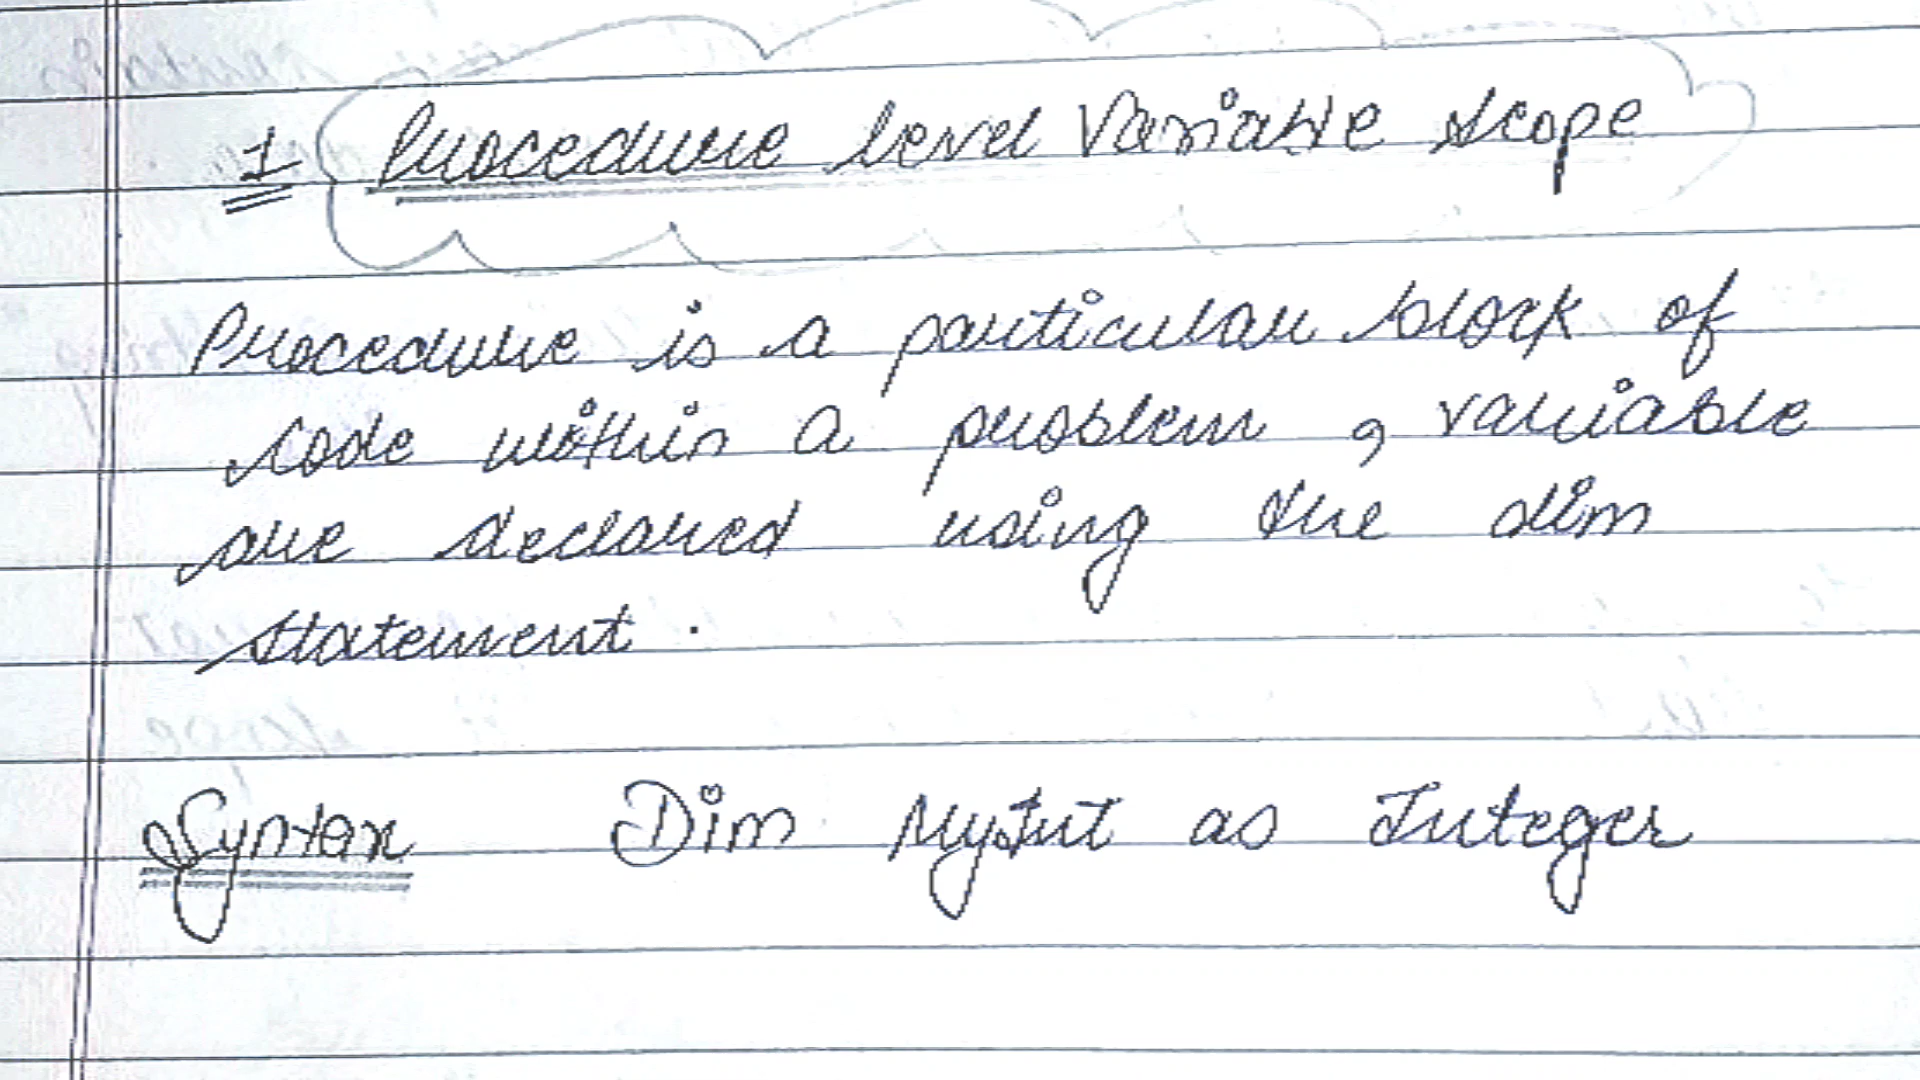 1 Procedure level Variable scope
Procedure is a particular block of
code within a problem, variable
are declared using the dim
statement.
Syntax Dim MyInt as Integer